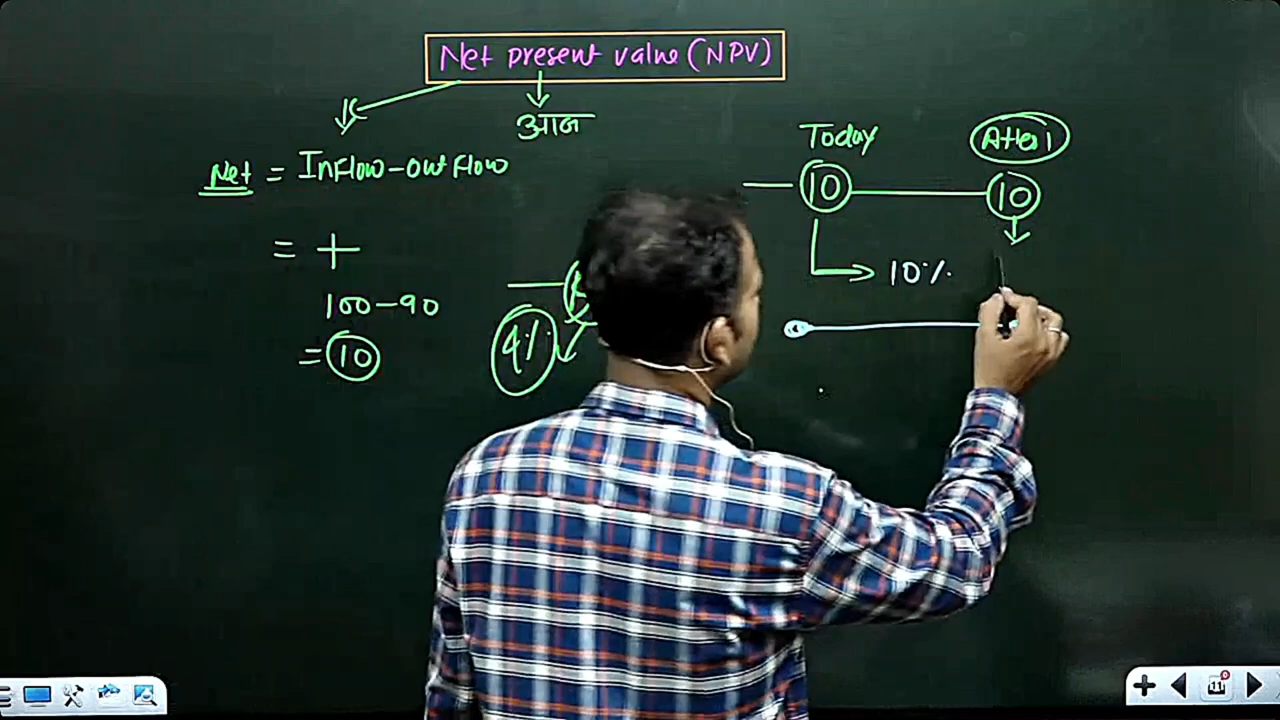 Net present value (NPV)
आज
Net = Inflow - outflow
= +
100 - 90
= 10
4%
Today
After 1
10
10
10%